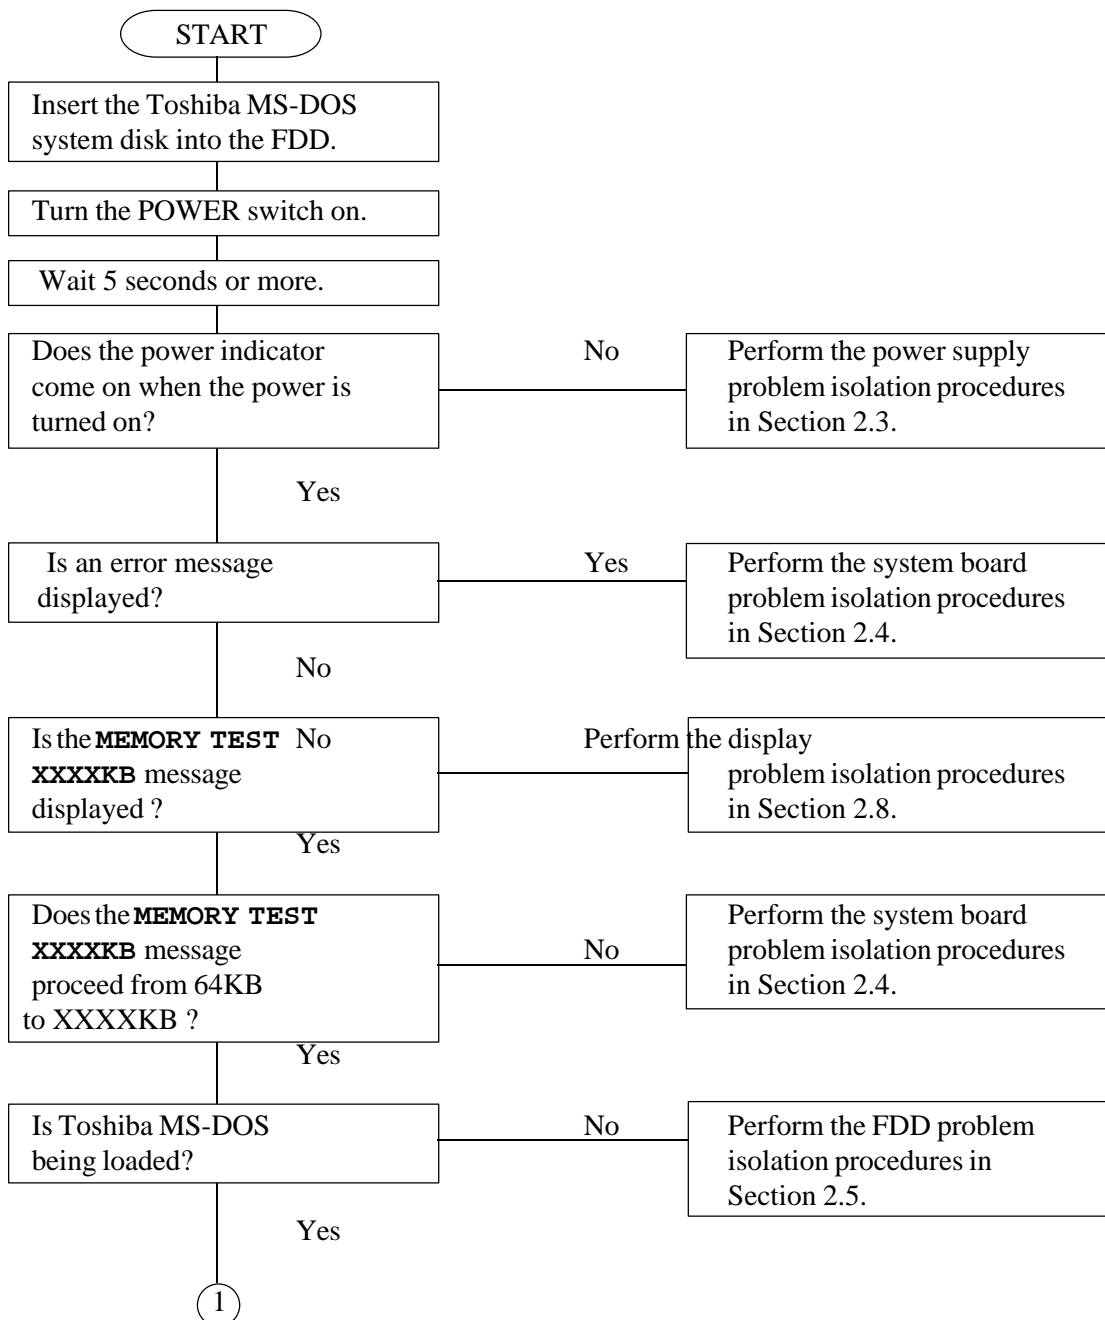 START
Insert the Toshiba MS-DOS
system disk into the FDD.
Turn the POWER switch on.
Wait 5 seconds or more.
Does the power indicator
come on when the power is
turned on?
No
Perform the power supply
problem isolation procedures
in Section 2.3.
Yes
Is an error message
displayed?
Yes
Perform the system board
problem isolation procedures
in Section 2.4.
No
Is the MEMORY TEST
XXXXKB message
displayed ?
No
Perform the display
problem isolation procedures
in Section 2.8.
Yes
Does the MEMORY TEST
XXXXKB message
proceed from 64KB
to XXXXKB ?
No
Perform the system board
problem isolation procedures
in Section 2.4.
Yes
Is Toshiba MS-DOS
being loaded?
No
Perform the FDD problem
isolation procedures in
Section 2.5.
Yes
1